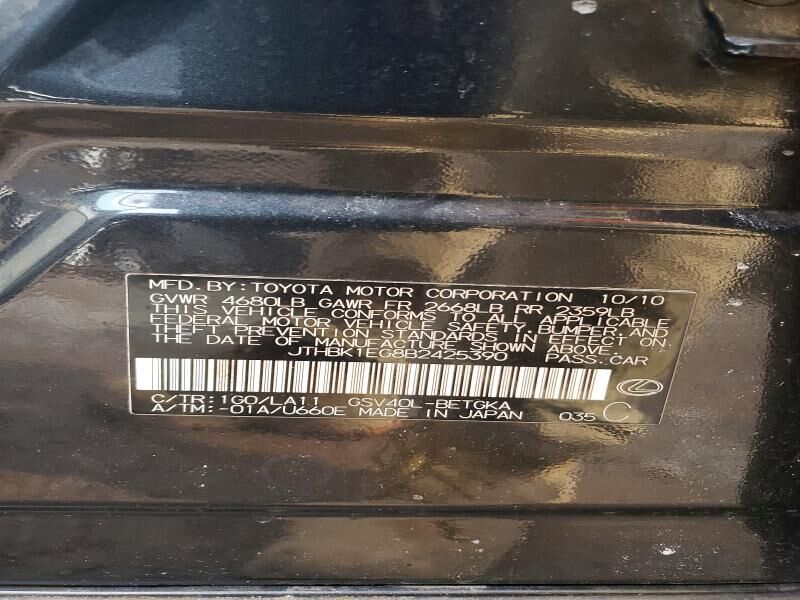 MFD. BY: TOYOTA MOTOR CORPORATION 10/10
GVWR 4680LB GAWR FR 2668LB RR 2359LB
THIS VEHICLE CONFORMS TO ALL APPLICABLE
FEDERAL MOTOR VEHICLE SAFETY, BUMPER, AND
THEFT PREVENTION STANDARDS IN EFFECT ON
THE DATE OF MANUFACTURE SHOWN ABOVE.
JTHBK1EG8B2425390 PASS.CAR
C/TR:1G0/LA11 GSV40L-BETGKA
A/TM:-01A/U660E MADE IN JAPAN 035 C